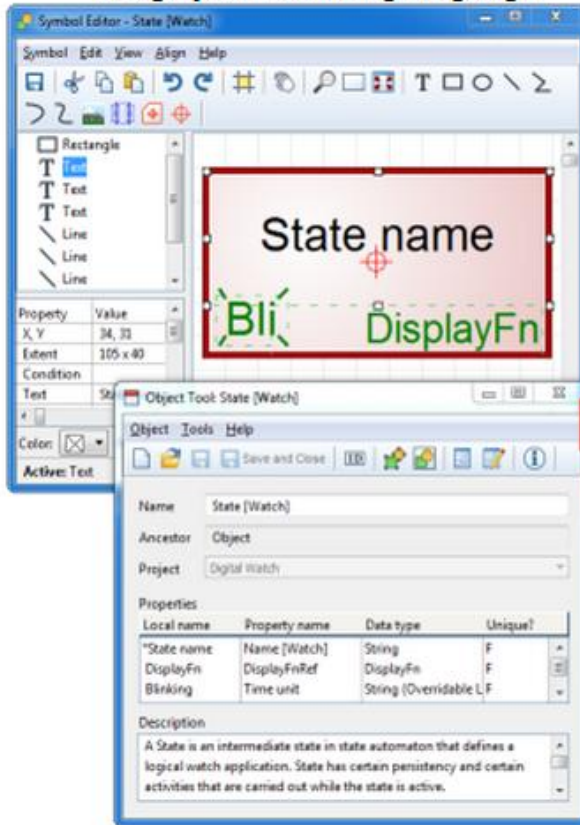 Symbol Editor - State [Watch]
Symbol Edit View Align Help
T
Rectangle
T Text
T Text
T Text
Line
Line
Line
State name
Bli
DisplayFn
Property Value
X, Y 34, 31
Extent 105 x 40
Condition
Text
Color:
Active: Text
Object Tool: State [Watch]
Object Tools Help
Save and Close
Name State [Watch]
Ancestor Object
Project Digital Watch
Properties
Local name Property name Data type Unique?
*State name Name [Watch] String F
DisplayFn DisplayFnRef DisplayFn F
Blinking Time unit String (Overridable L F
Description
A State is an intermediate state in state automaton that defines a
logical watch application. State has certain persistency and certain
activities that are carried out while the state is active.